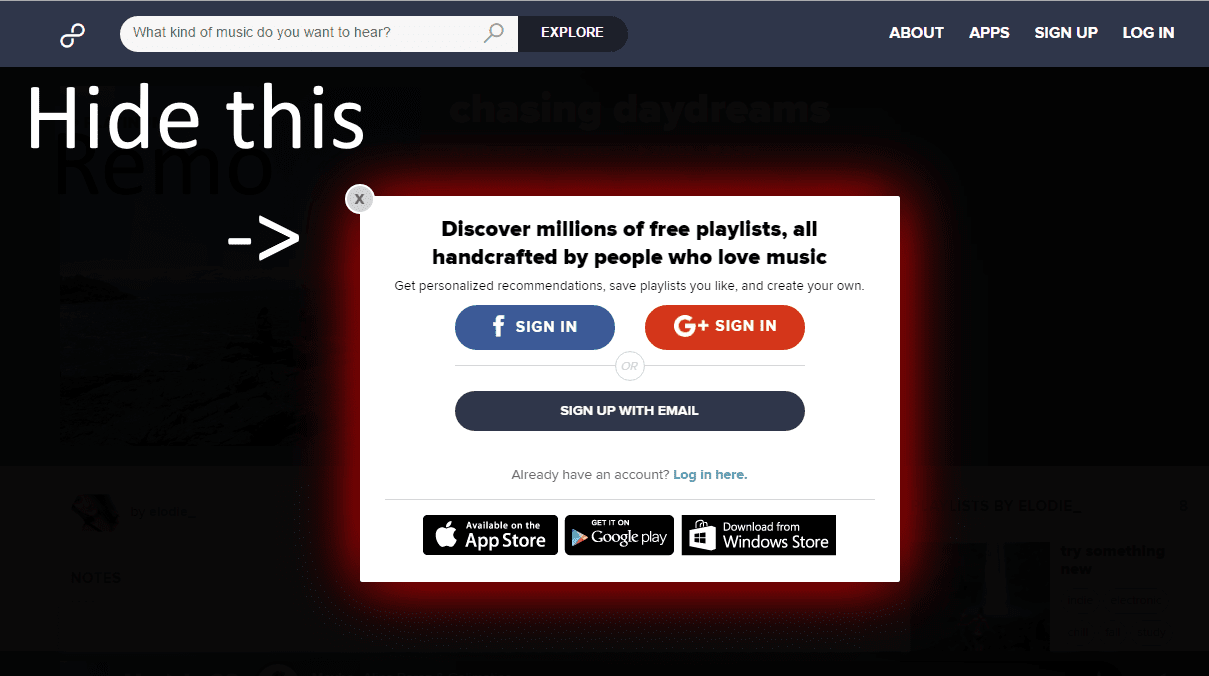 What kind of music do you want to hear?
EXPLORE
ABOUT
APPS
SIGN UP
LOG IN
Hide this
chasing daydreams
Remo
->
X
Discover millions of free playlists, all
handcrafted by people who love music
Get personalized recommendations, save playlists you like, and create your own.
f SIGN IN
G+ SIGN IN
OR
SIGN UP WITH EMAIL
Already have an account? Log in here.
Available on the
App Store
GET IT ON
Google play
Download from
Windows Store
by elodie_
LISTS BY ELODIE_
NOTES
try something
new